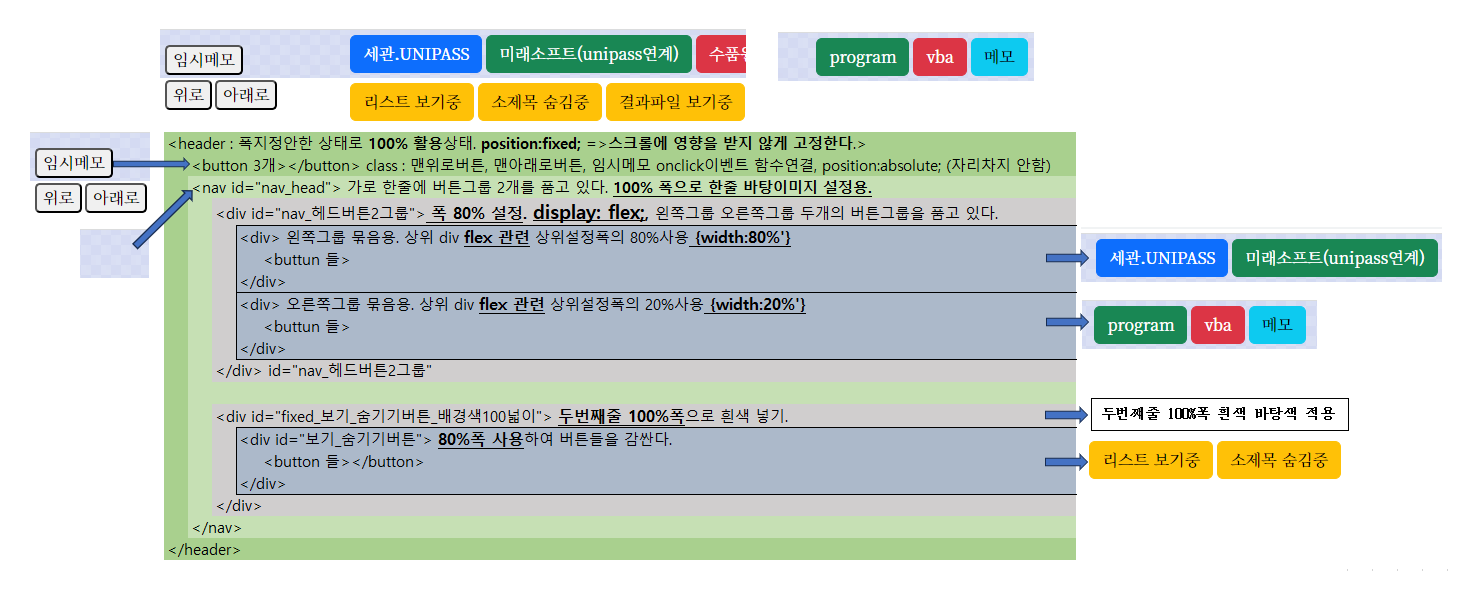 임시메모 세관.UNIPASS 미래소프트(unipass연계) program vba 메모
위로 아래로 리스트 보기중 소제목 숨김중 결과파일 보기중
<header : 폭지정안한 상태로 100% 활용상태. position:fixed; =>스크롤에 영향을 받지 않게 고정한다.>
임시메모 <button 3개></button> class : 맨위로버튼, 맨아래로버튼, 임시메모 onclick이벤트 함수연결, position:absolute; (자리차지 안함)
위로 아래로 <nav id="nav_head"> 가로 한줄에 버튼그룹 2개를 품고 있다. 100% 폭으로 한줄 바탕이미지 설정용.
<div id="nav_헤드버튼2그룹"> 폭 80% 설정. display: flex;, 왼쪽그룹 오른쪽그룹 두개의 버튼그룹을 품고 있다.
<div> 왼쪽그룹 묶음용. 상위 div flex 관련 상위설정폭의 80%사용 {width:80%'}
<buttun 들> 세관.UNIPASS 미래소프트(unipass연계)
</div>
<div> 오른쪽그룹 묶음용. 상위 div flex 관련 상위설정폭의 20%사용 {width:20%'}
<buttun 들> program vba 메모
</div>
</div> id="nav_헤드버튼2그룹"
<div id="fixed_보기_숨기기버튼_배경색100넓이"> 두번째줄 100%폭으로 흰색 넣기. 두번째줄 100%폭 흰색 바탕색 적용
<div id="보기_숨기기버튼"> 80%폭 사용하여 버튼들을 감싼다.
<button 들></button> 리스트 보기중 소제목 숨김중
</div>
</div>
</nav>
</header>